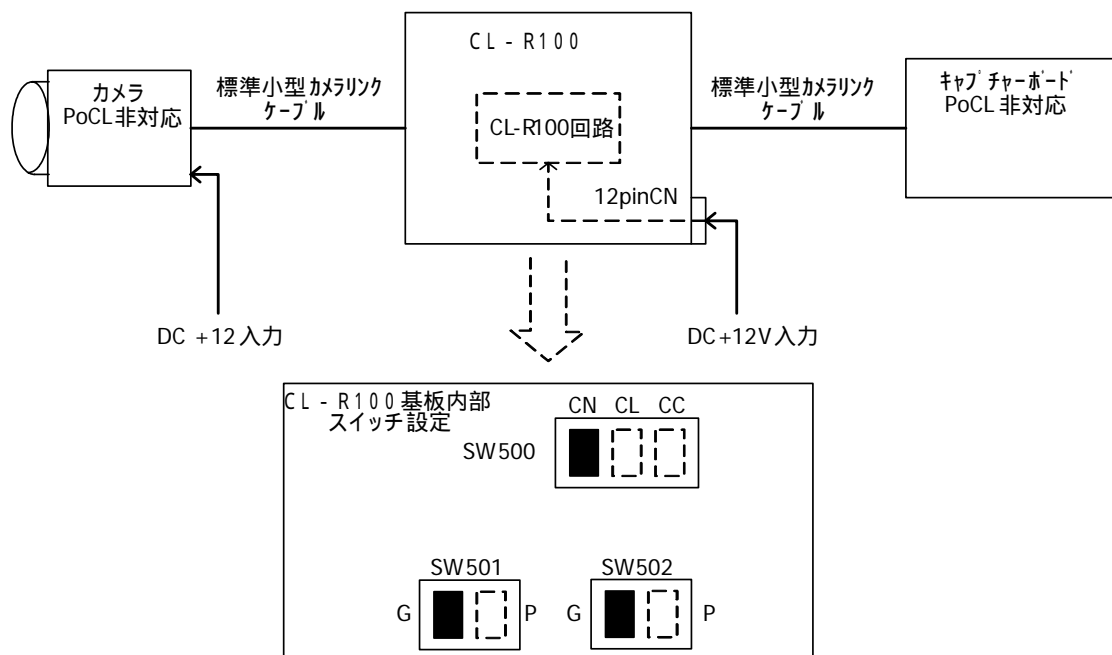 CL-R100
カメラ
PoCL非対応
標準小型カメラリンク
ケーブル
CL-R100回路
12pinCN
標準小型カメラリンク
ケーブル
ｷｬﾌﾟﾁｬｰﾎﾞｰﾄﾞ
PoCL非対応
DC +12入力
DC+12V入力
CL-R100基板内部
スイッチ設定
CN CL CC
SW500
SW501
G P
SW502
G P